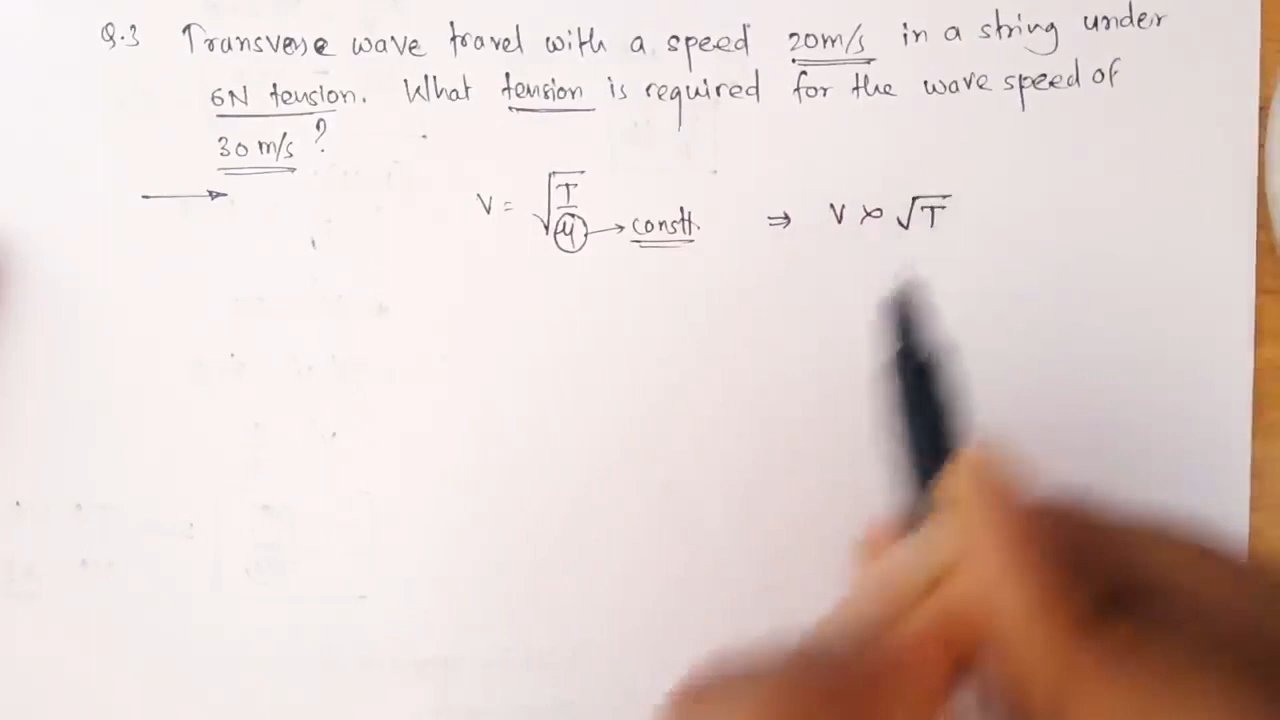 Q.3 Transverse wave travel with a speed 20m/s in a string under
6N tension. What tension is required for the wave speed of
30 m/s ?
V = √(T/μ) → constt. ⇒ V ∝ √T